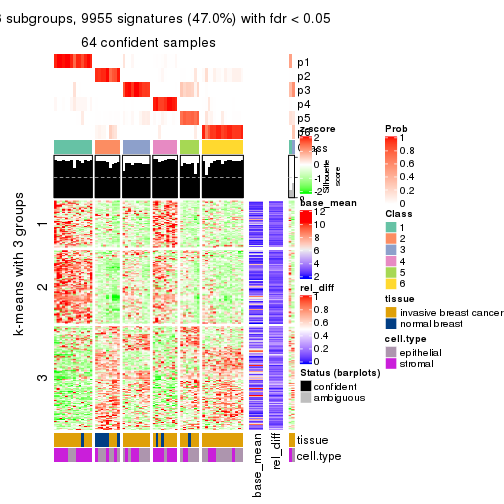 6 subgroups, 9955 signatures (47.0%) with fdr < 0.05
64 confident samples
p1
p2
p3
p4
p5
p6
Class
Silhouette score
k-means with 3 groups
1
2
3
base_mean
rel_diff
tissue
cell.type
z-score
2
1
0
-1
-2
base_mean
12
10
8
6
4
2
rel_diff
1
0.8
0.6
0.4
0.2
0
Status (barplots)
confident
ambiguous
Prob
1
0.8
0.6
0.4
0.2
0
Class
1
2
3
4
5
6
tissue
invasive breast cancer
normal breast
cell.type
epithelial
stromal